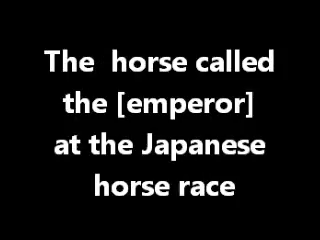 The horse called
the [emperor]
at the Japanese
horse race